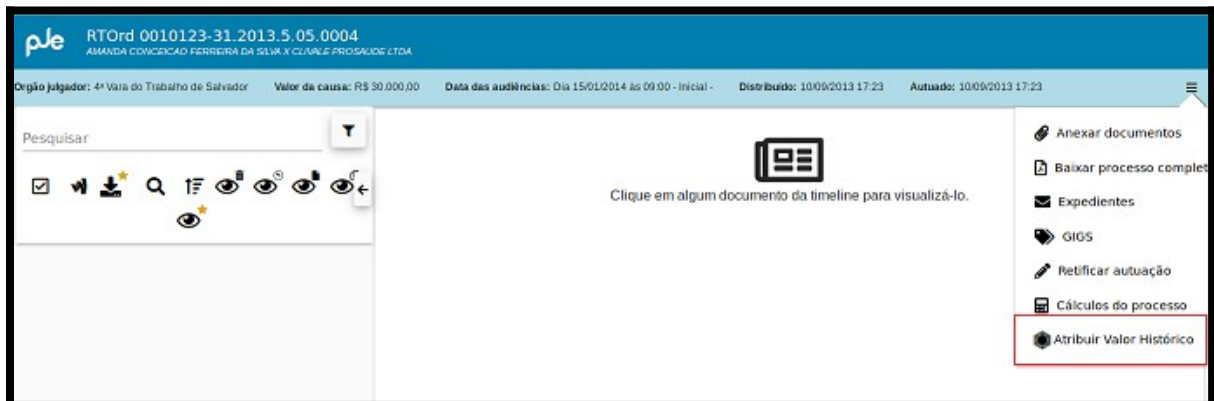 pje
RTOrd 0010123-31.2013.5.05.0004
AMANDA CONCEICAO FERREIRA DA SILVA X CLIVALE PROSAUDE LTDA
Orgão julgador: 4ª Vara do Trabalho de Salvador Valor da causa: R$ 30.000,00 Data das audiências: Dia 15/01/2014 às 09:00 - Inicial - Distribuído: 10/09/2013 17:23 Autuado: 10/09/2013 17:23
Pesquisar
Clique em algum documento da timeline para visualizá-lo.
Anexar documentos
Baixar processo complet
Expedientes
GIGS
Retificar autuação
Cálculos do processo
Atribuir Valor Histórico